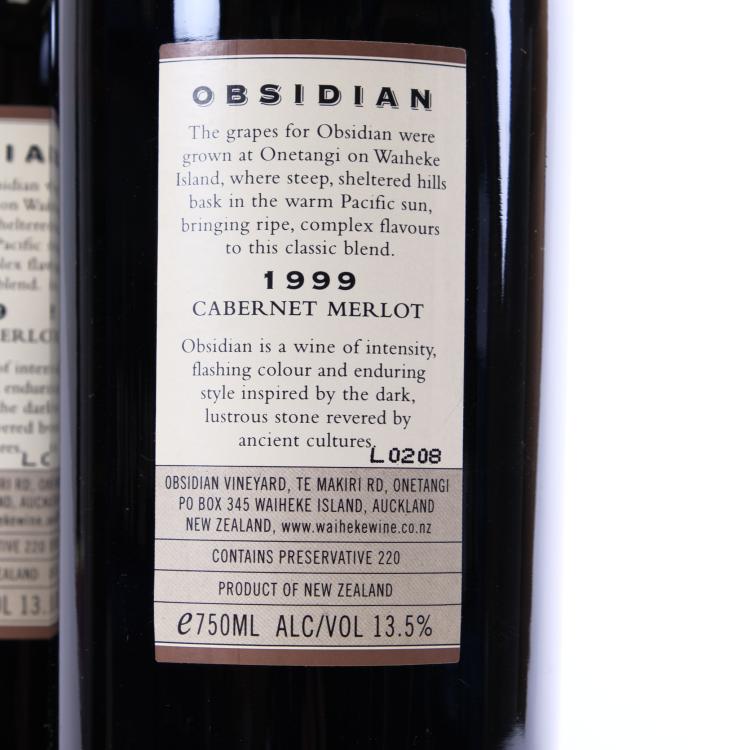 OBSIDIAN
The grapes for Obsidian were
grown at Onetangi on Waiheke
Island, where steep, sheltered hills
bask in the warm Pacific sun,
bringing ripe, complex flavours
to this classic blend.
1999
CABERNET MERLOT
Obsidian is a wine of intensity,
flashing colour and enduring
style inspired by the dark,
lustrous stone revered by
ancient cultures.
L0208
OBSIDIAN VINEYARD, TE MAKIRI RD, ONETANGI
PO BOX 345 WAIHEKE ISLAND, AUCKLAND
NEW ZEALAND, www.waihekewine.co.nz
CONTAINS PRESERVATIVE 220
PRODUCT OF NEW ZEALAND
e750ML ALC/VOL 13.5%